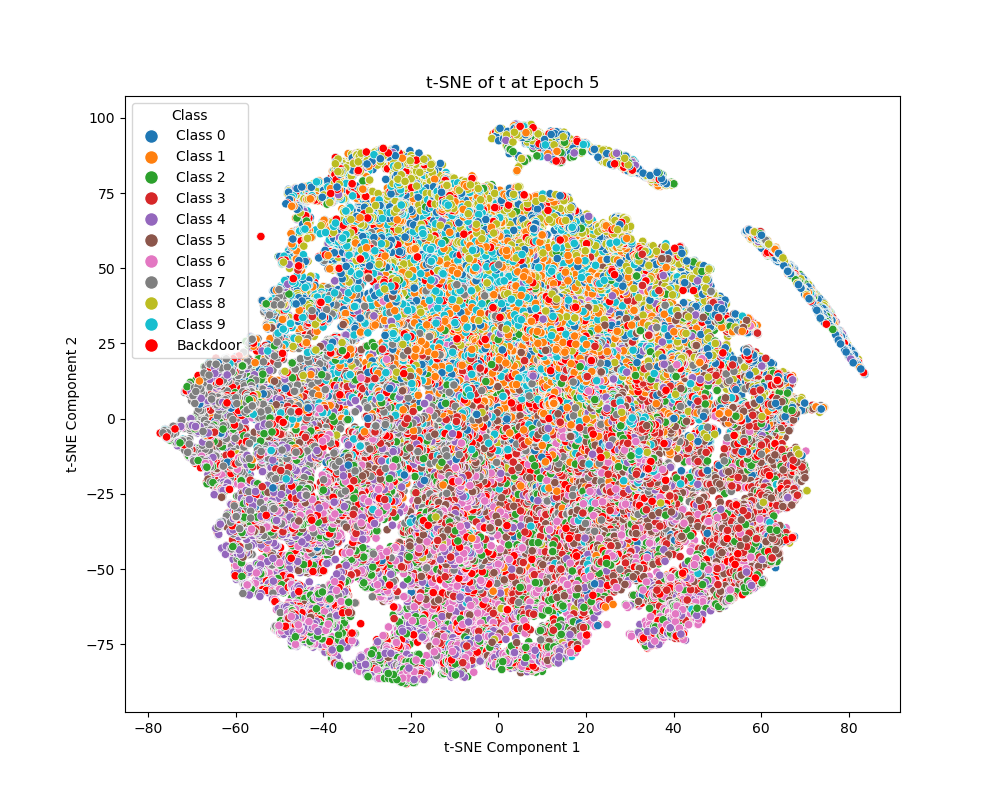 t-SNE of t at Epoch 5
Class
Class 0
Class 1
Class 2
Class 3
Class 4
Class 5
Class 6
Class 7
Class 8
Class 9
Backdoor
100
75
50
25
0
−25
−50
−75
t-SNE Component 2
−80 −60 −40 −20 0 20 40 60 80
t-SNE Component 1